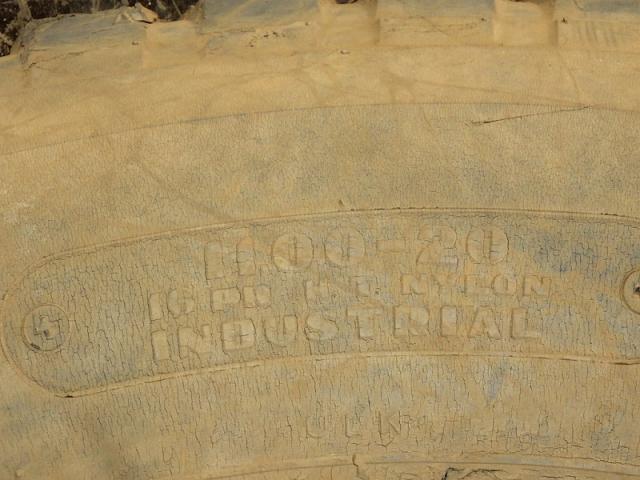 11.00-20
16 PR H.T. NYLON
INDUSTRIAL